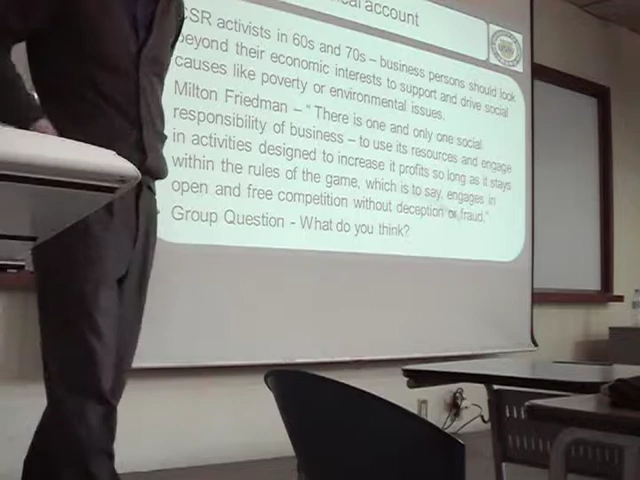 account
CSR activists in 60s and 70s – business persons should look
beyond their economic interests to support and drive social
causes like poverty or environmental issues.
Milton Friedman – “ There is one and only one social
responsibility of business – to use its resources and engage
in activities designed to increase it profits so long as it stays
within the rules of the game, which is to say, engages in
open and free competition without deception or fraud.”
Group Question - What do you think?